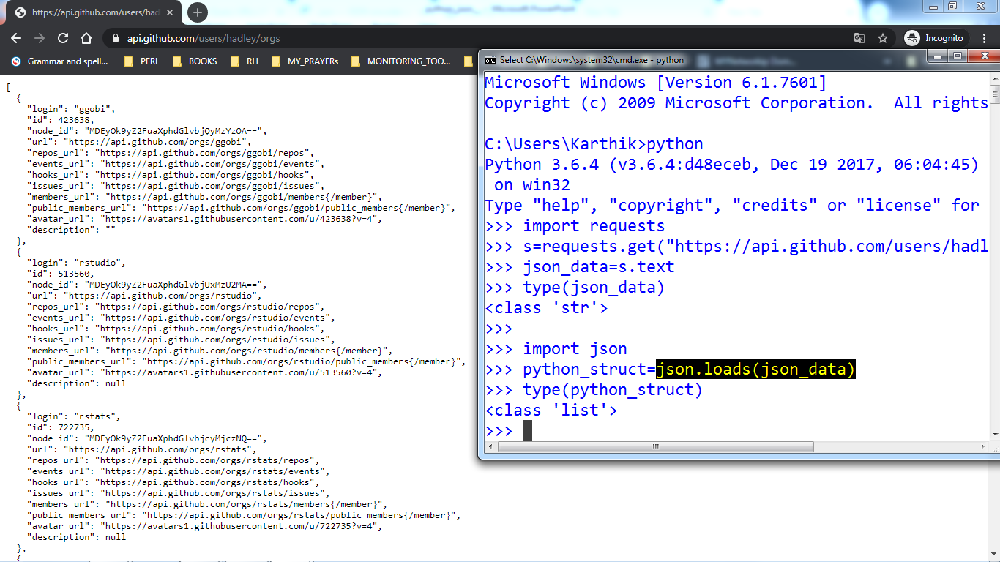 https://api.github.com/users/had
api.github.com/users/hadley/orgs
Incognito
Grammar and spell...
PERL
BOOKS
RH
MY_PRAYERs
MONITORING_TOO...
[
{
"login": "ggobi",
"id": 423638,
"node_id": "MDEyOk9yZ2FuaXphdGlvbjQyMzYzOA==",
"url": "https://api.github.com/orgs/ggobi",
"repos_url": "https://api.github.com/orgs/ggobi/repos",
"events_url": "https://api.github.com/orgs/ggobi/events",
"hooks_url": "https://api.github.com/orgs/ggobi/hooks",
"issues_url": "https://api.github.com/orgs/ggobi/issues",
"members_url": "https://api.github.com/orgs/ggobi/members{/member}",
"public_members_url": "https://api.github.com/orgs/ggobi/public_members{/member}",
"avatar_url": "https://avatars1.githubusercontent.com/u/423638?v=4",
"description": ""
},
{
"login": "rstudio",
"id": 513560,
"node_id": "MDEyOk9yZ2FuaXphdGlvbjUxMzU2MA==",
"url": "https://api.github.com/orgs/rstudio",
"repos_url": "https://api.github.com/orgs/rstudio/repos",
"events_url": "https://api.github.com/orgs/rstudio/events",
"hooks_url": "https://api.github.com/orgs/rstudio/hooks",
"issues_url": "https://api.github.com/orgs/rstudio/issues",
"members_url": "https://api.github.com/orgs/rstudio/members{/member}",
"public_members_url": "https://api.github.com/orgs/rstudio/public_members{/member}",
"avatar_url": "https://avatars1.githubusercontent.com/u/513560?v=4",
"description": null
},
{
"login": "rstats",
"id": 722735,
"node_id": "MDEyOk9yZ2FuaXphdGlvbjcyMjczNQ==",
"url": "https://api.github.com/orgs/rstats",
"repos_url": "https://api.github.com/orgs/rstats/repos",
"events_url": "https://api.github.com/orgs/rstats/events",
"hooks_url": "https://api.github.com/orgs/rstats/hooks",
"issues_url": "https://api.github.com/orgs/rstats/issues",
"members_url": "https://api.github.com/orgs/rstats/members{/member}",
"public_members_url": "https://api.github.com/orgs/rstats/public_members{/member}",
"avatar_url": "https://avatars1.githubusercontent.com/u/722735?v=4",
"description": null
},
{
Select C:\Windows\system32\cmd.exe - python
Microsoft Windows [Version 6.1.7601]
Copyright (c) 2009 Microsoft Corporation.  All rights
C:\Users\Karthik>python
Python 3.6.4 (v3.6.4:d48eceb, Dec 19 2017, 06:04:45)
on win32
Type "help", "copyright", "credits" or "license" for
>>> import requests
>>> s=requests.get("https://api.github.com/users/hadl
>>> json_data=s.text
>>> type(json_data)
<class 'str'>
>>>
>>> import json
>>> python_struct=json.loads(json_data)
>>> type(python_struct)
<class 'list'>
>>>